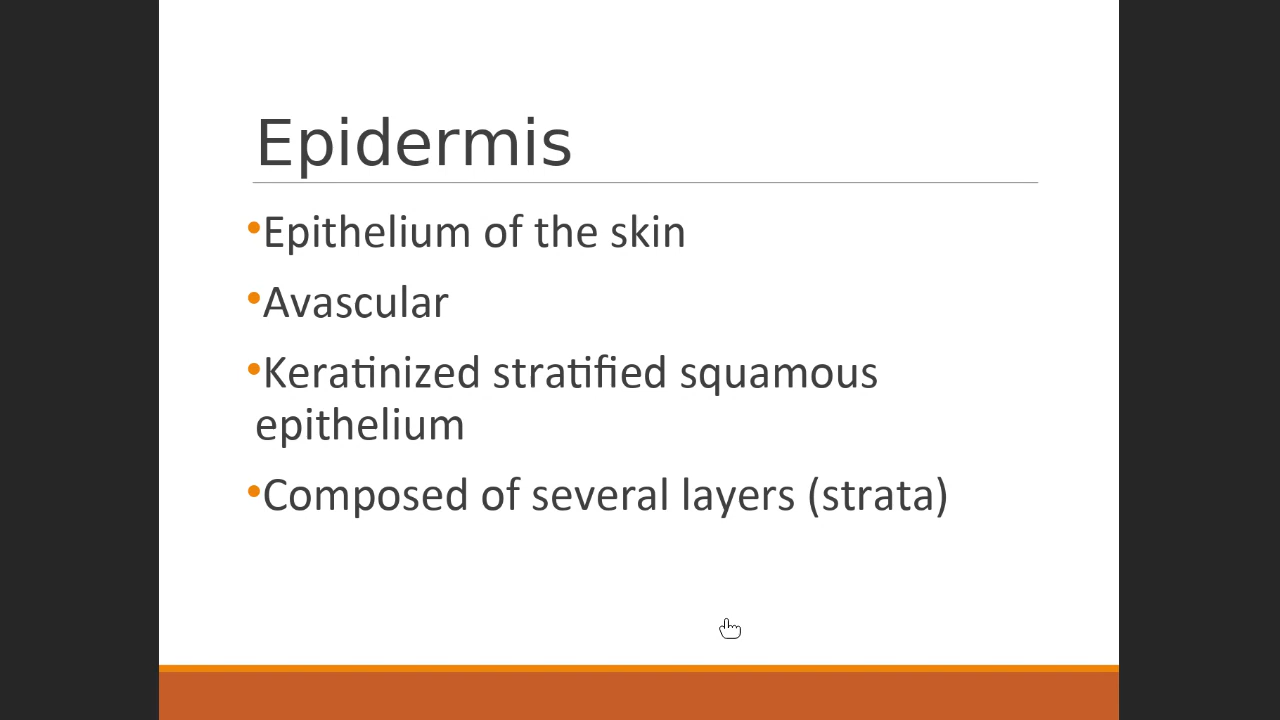 Epidermis
•Epithelium of the skin
•Avascular
•Keratinized stratified squamous
epithelium
•Composed of several layers (strata)